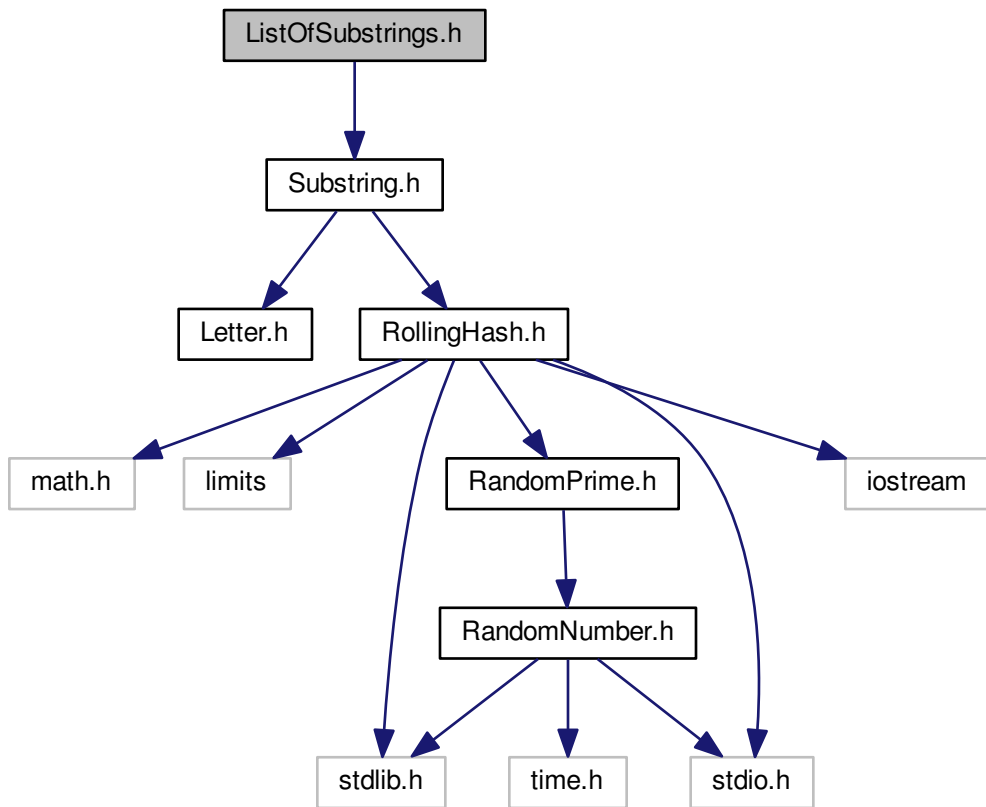 ListOfSubstrings.h
Substring.h
Letter.h
RollingHash.h
math.h
limits
RandomPrime.h
iostream
RandomNumber.h
stdlib.h
time.h
stdio.h